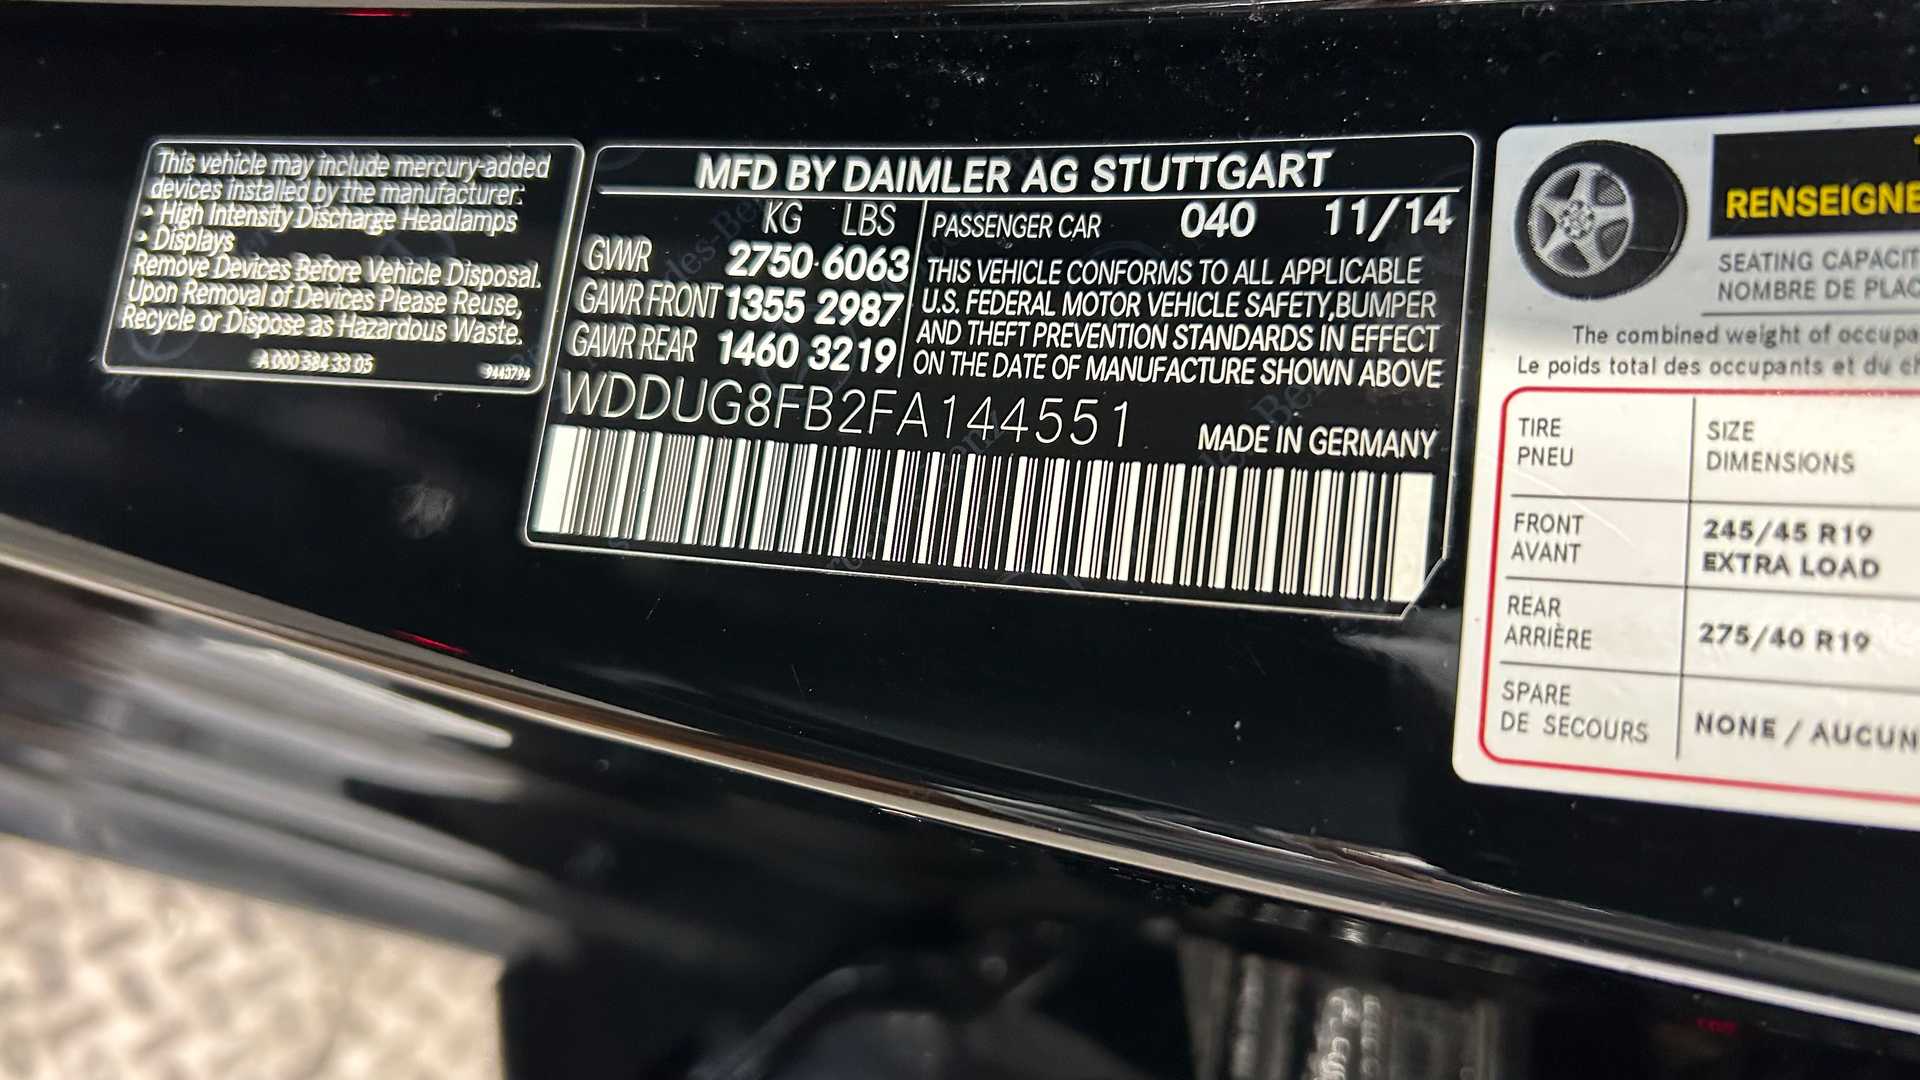 This vehicle may include mercury-added
devices installed by the manufacturer:
• High Intensity Discharge Headlamps
• Displays
Remove Devices Before Vehicle Disposal.
Upon Removal of Devices Please Reuse,
Recycle or Dispose as Hazardous Waste.
A 000 584 33 05
9443794
MFD BY DAIMLER AG STUTTGART
KG LBS
GVWR 2750 6063
GAWR FRONT 1355 2987
GAWR REAR 1460 3219
PASSENGER CAR 040 11/14
THIS VEHICLE CONFORMS TO ALL APPLICABLE
U.S. FEDERAL MOTOR VEHICLE SAFETY,BUMPER
AND THEFT PREVENTION STANDARDS IN EFFECT
ON THE DATE OF MANUFACTURE SHOWN ABOVE
WDDUG8FB2FA144551
MADE IN GERMANY
RENSEIGNE
SEATING CAPACIT
NOMBRE DE PLAC
The combined weight of occupa
Le poids total des occupants et du ch
TIRE
PNEU
SIZE
DIMENSIONS
FRONT
AVANT
245/45 R19
EXTRA LOAD
REAR
ARRIÈRE
275/40 R19
SPARE
DE SECOURS
NONE / AUCUN